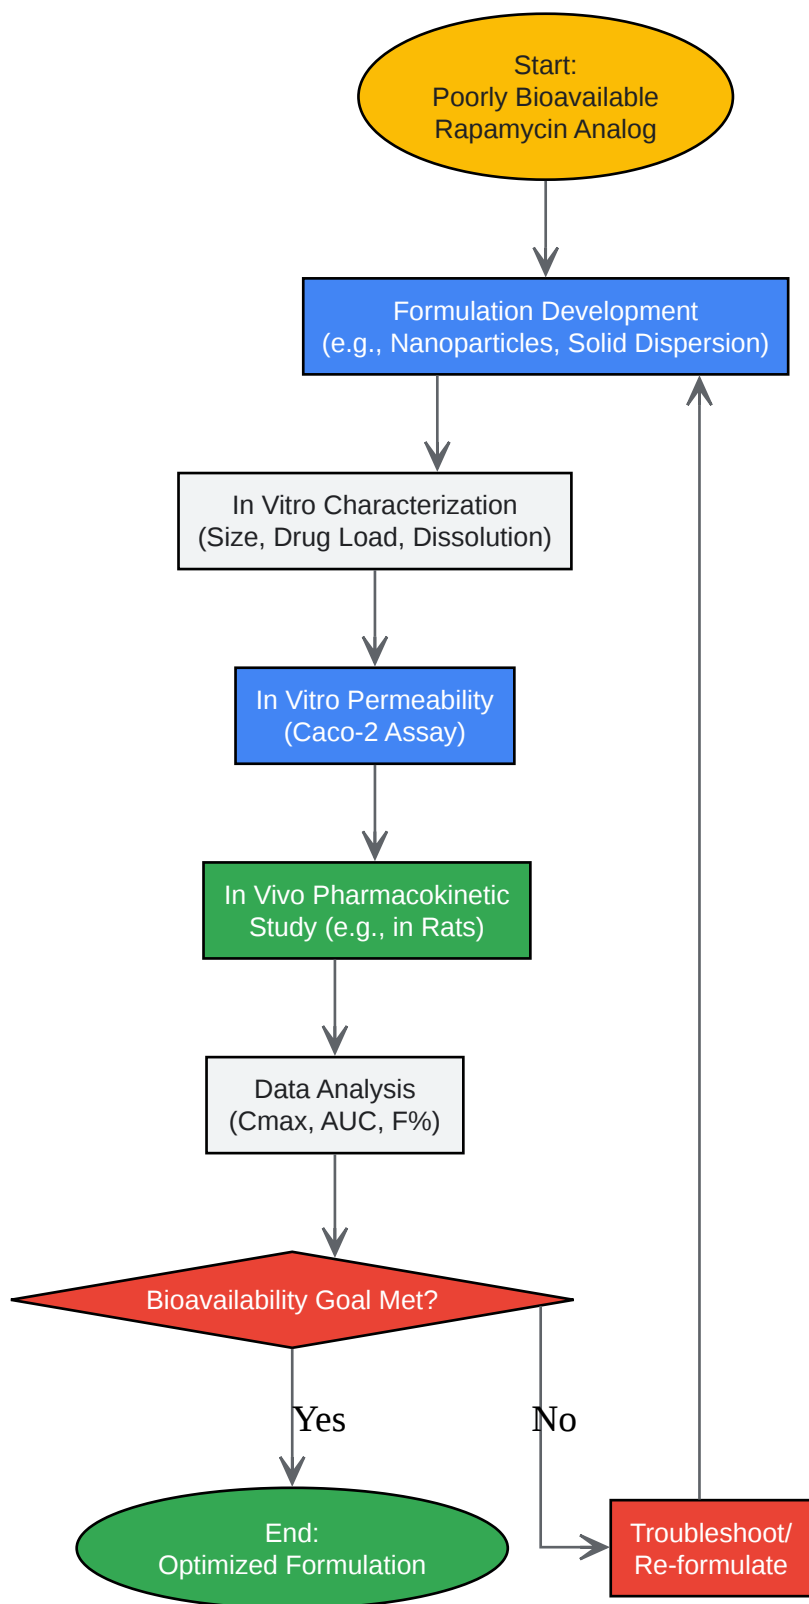 Start:
Poorly Bioavailable
Rapamycin Analog
Formulation Development
(e.g., Nanoparticles, Solid Dispersion)
In Vitro Characterization
(Size, Drug Load, Dissolution)
In Vitro Permeability
(Caco-2 Assay)
In Vivo Pharmacokinetic
Study (e.g., in Rats)
Data Analysis
(Cmax, AUC, F%)
Bioavailability Goal Met?
Yes
No
End:
Optimized Formulation
Troubleshoot/
Re-formulate